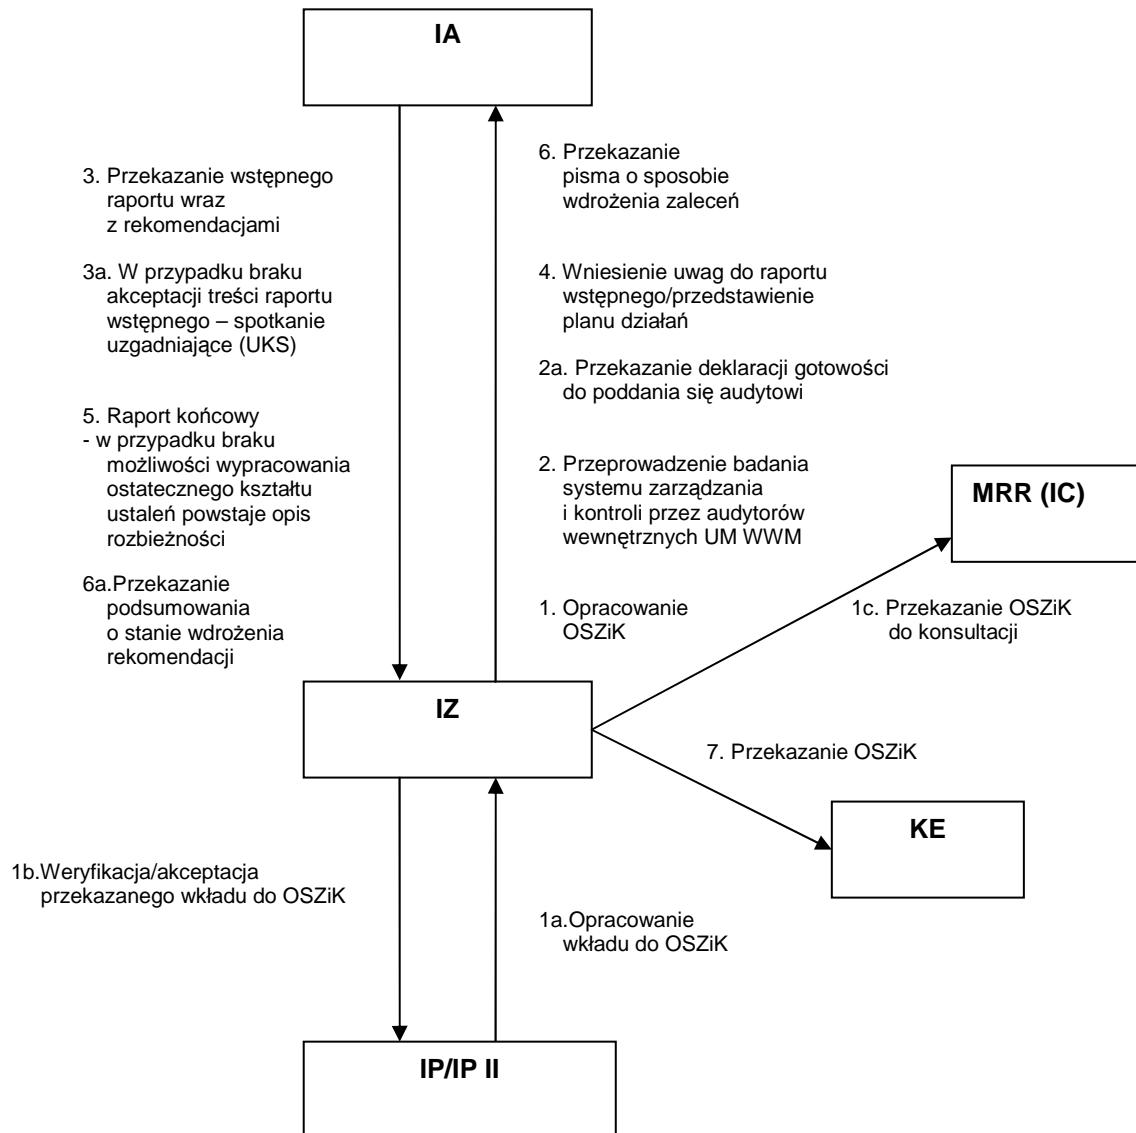 IA
3. Przekazanie wstępnego
raportu wraz
z rekomendacjami
3a. W przypadku braku
akceptacji treści raportu
wstępnego – spotkanie
uzgadniające (UKS)
5. Raport końcowy
- w przypadku braku
możliwości wypracowania
ostatecznego kształtu
ustaleń powstaje opis
rozbieżności
6a.Przekazanie
podsumowania
o stanie wdrożenia
rekomendacji
6. Przekazanie
pisma o sposobie
wdrożenia zaleceń
4. Wniesienie uwag do raportu
wstępnego/przedstawienie
planu działań
2a. Przekazanie deklaracji gotowości
do poddania się audytowi
2. Przeprowadzenie badania
systemu zarządzania
i kontroli przez audytorów
wewnętrznych UM WWM
1. Opracowanie
OSZiK
MRR (IC)
1c. Przekazanie OSZiK
do konsultacji
IZ
7. Przekazanie OSZiK
KE
1b.Weryfikacja/akceptacja
przekazanego wkładu do OSZiK
1a.Opracowanie
wkładu do OSZiK
IP/IP II